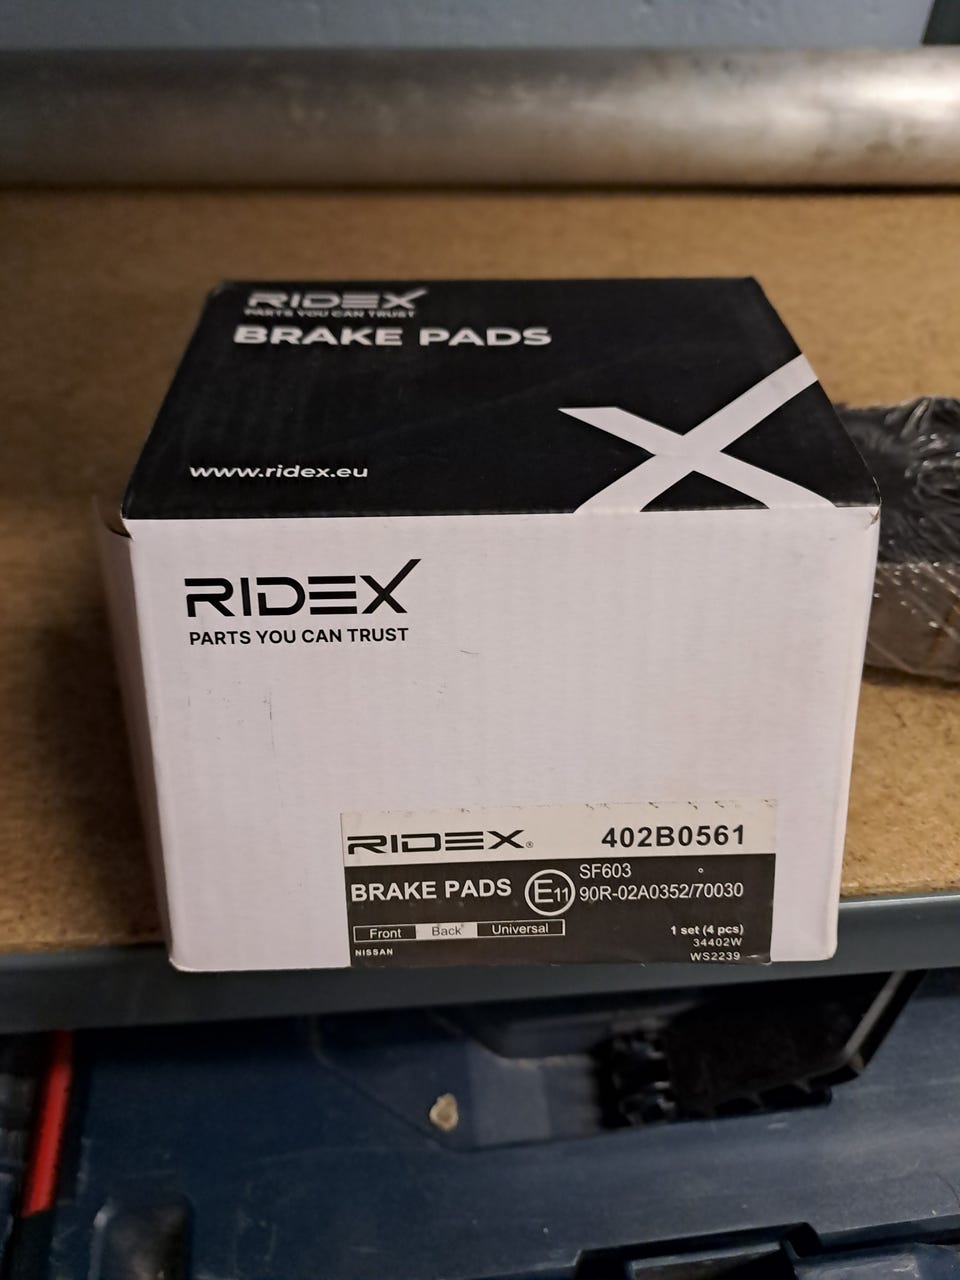 RIDEX
PARTS YOU CAN TRUST
BRAKE PADS
www.ridex.eu
RIDEX
PARTS YOU CAN TRUST
RIDEX® 402B0561
BRAKE PADS E11 SF603
90R-02A0352/70030
Front Back Universal
1 set (4 pcs)
NISSAN
34402W
WS2239